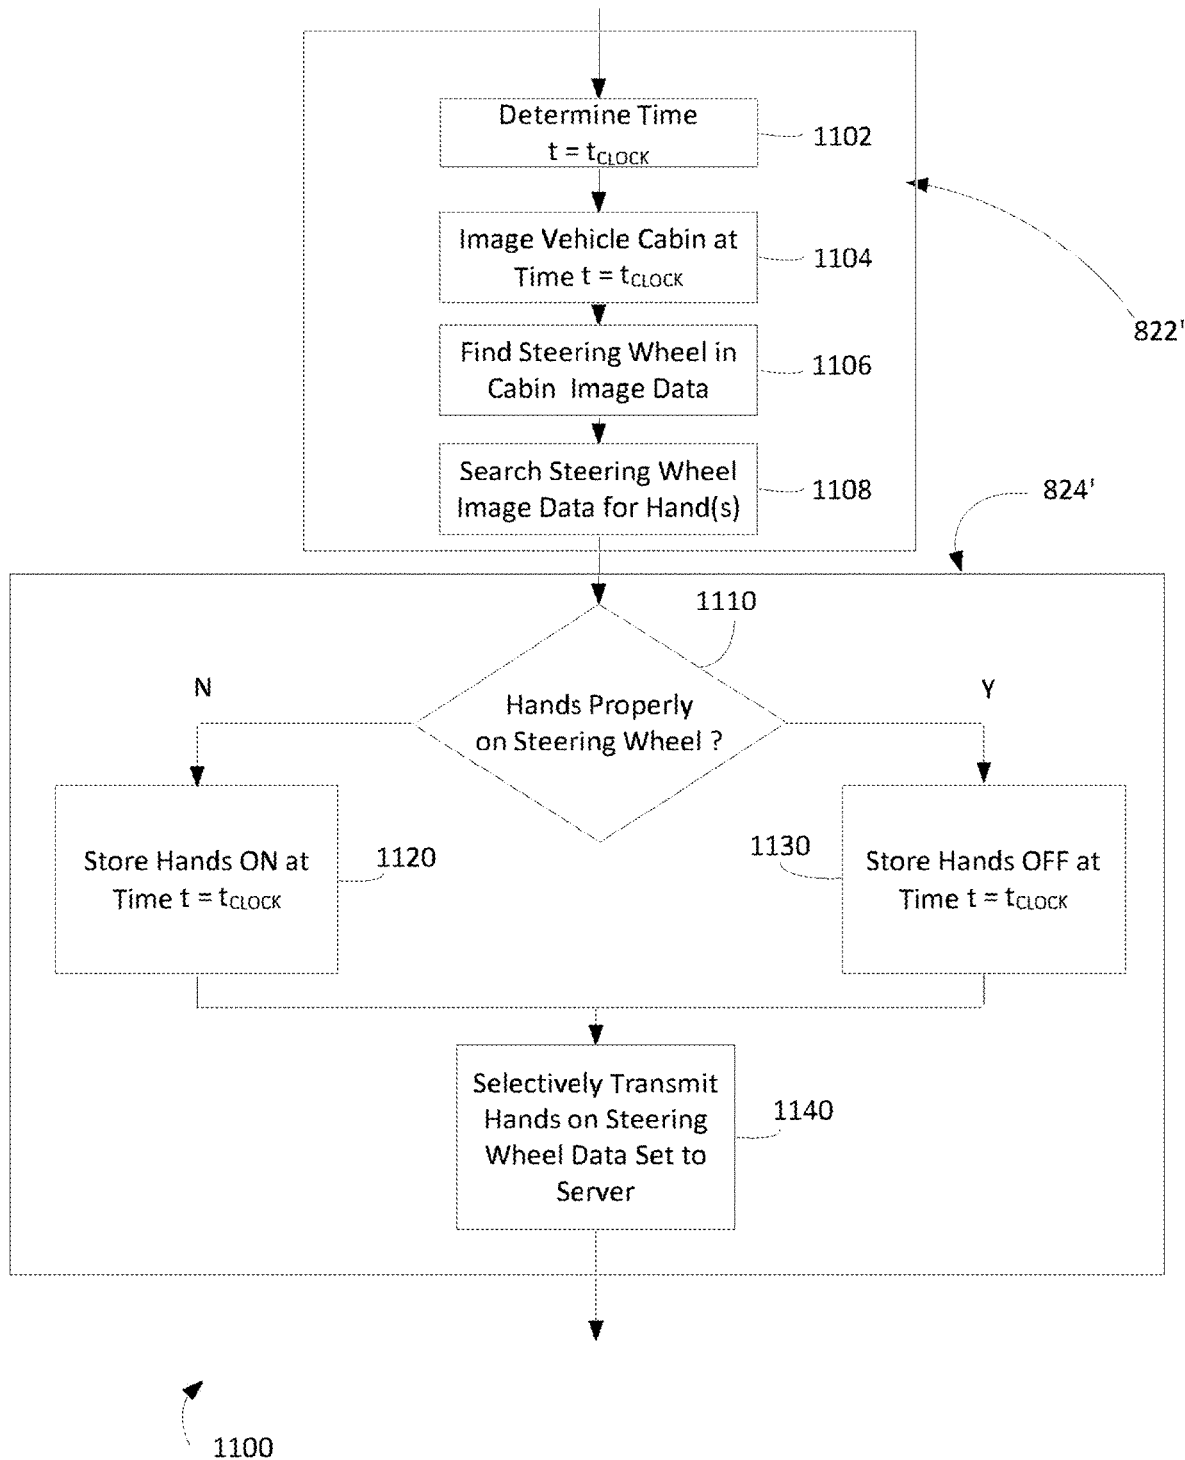 Determine Time
t = tCLOCK
1102
Image Vehicle Cabin at
Time t = tCLOCK
1104
822'
Find Steering Wheel in
Cabin Image Data
1106
Search Steering Wheel
Image Data for Hand(s)
1108
824'
1110
N
Y
Hands Properly
on Steering Wheel ?
Store Hands ON at
Time t = tCLOCK
1120
1130
Store Hands OFF at
Time t = tCLOCK
Selectively Transmit
Hands on Steering
Wheel Data Set to
Server
1140
1100